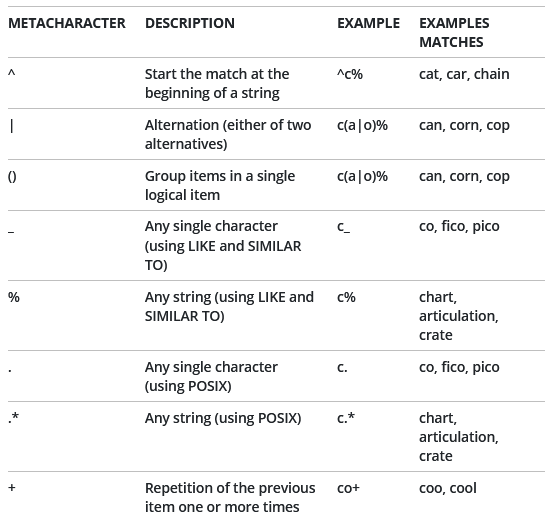 METACHARACTER DESCRIPTION EXAMPLE EXAMPLES
MATCHES
^ Start the match at the ^c% cat, car, chain
beginning of a string
| Alternation (either of two c(a|o)% can, corn, cop
alternatives)
() Group items in a single c(a|o)% can, corn, cop
logical item
_ Any single character c_ co, fico, pico
(using LIKE and SIMILAR
TO)
% Any string (using LIKE and c% chart,
SIMILAR TO) articulation,
crate
. Any single character c. co, fico, pico
(using POSIX)
.* Any string (using POSIX) c.* chart,
articulation,
crate
+ Repetition of the previous co+ coo, cool
item one or more times